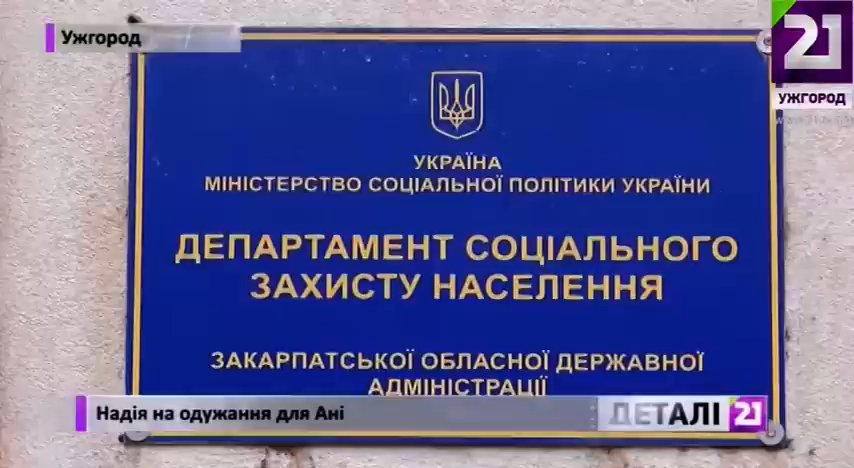 Ужгород
21
УЖГОРОД
УКРАЇНА
МІНІСТЕРСТВО СОЦІАЛЬНОЇ ПОЛІТИКИ УКРАЇНИ
ДЕПАРТАМЕНТ СОЦІАЛЬНОГО
ЗАХИСТУ НАСЕЛЕННЯ
ЗАКАРПАТСЬКОЇ ОБЛАСНОЇ ДЕРЖАВНОЇ
АДМІНІСТРАЦІЇ
Надія на одужання для Ані
ДЕТАЛІ 21